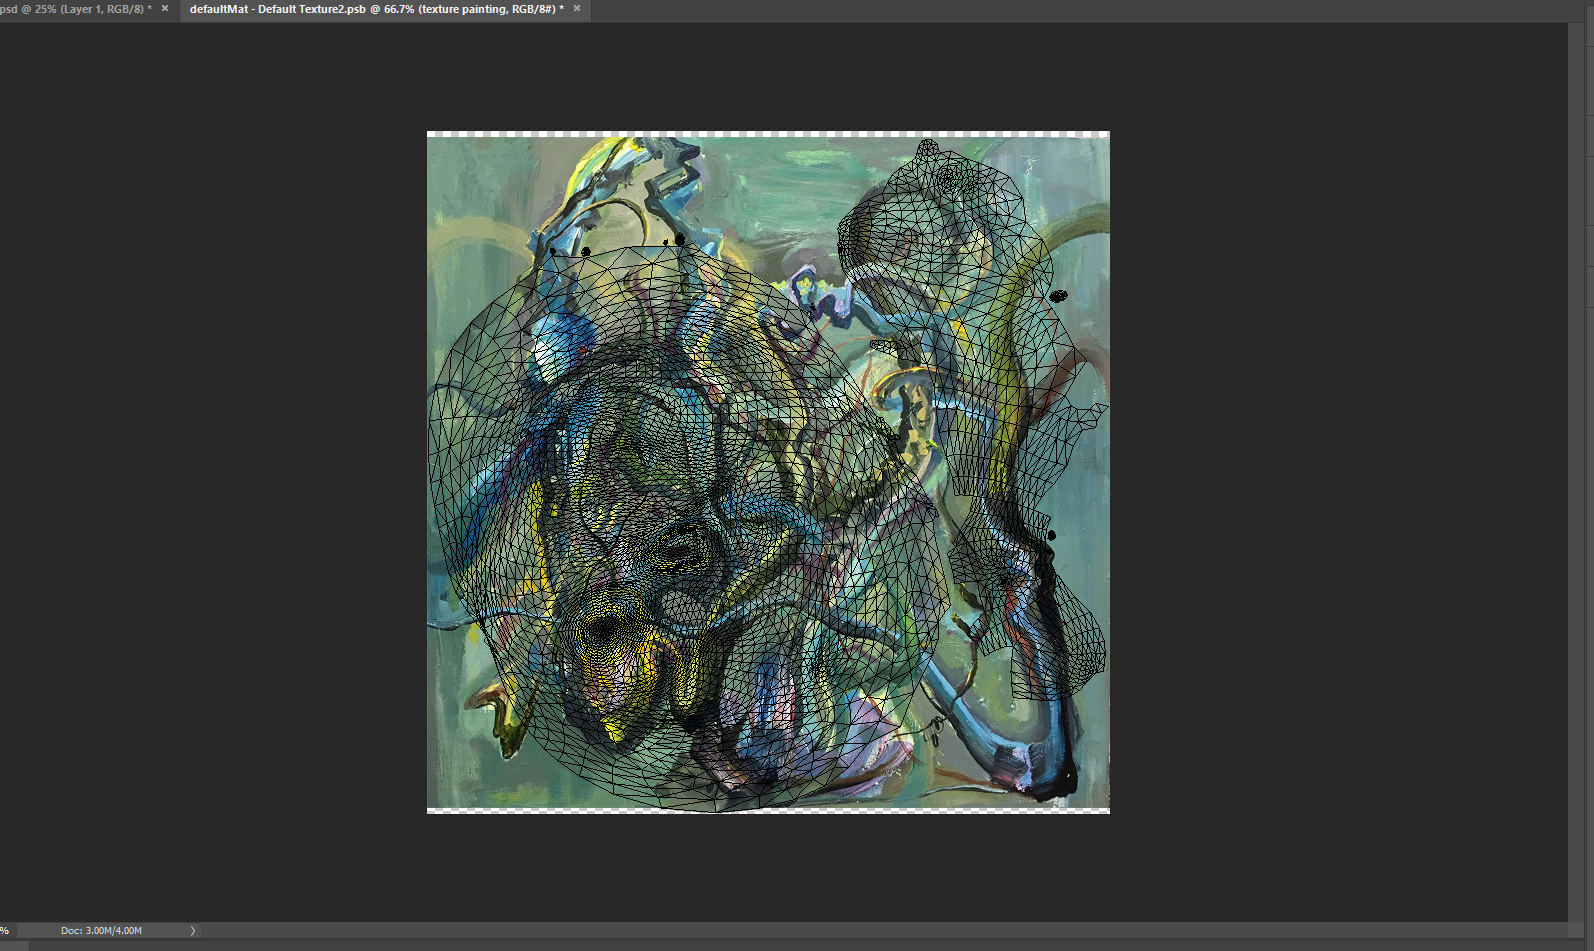 psd @ 25% (Layer 1, RGB/8) * ×
defaultMat - Default Texture2.psb @ 66.7% (texture painting, RGB/8#) * ×
% Doc: 3.00M/4.00M